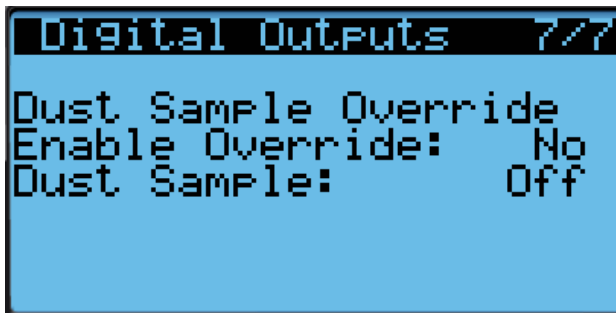 Digital Outputs 7/7
Dust Sample Override
Enable Override: No
Dust Sample: Off